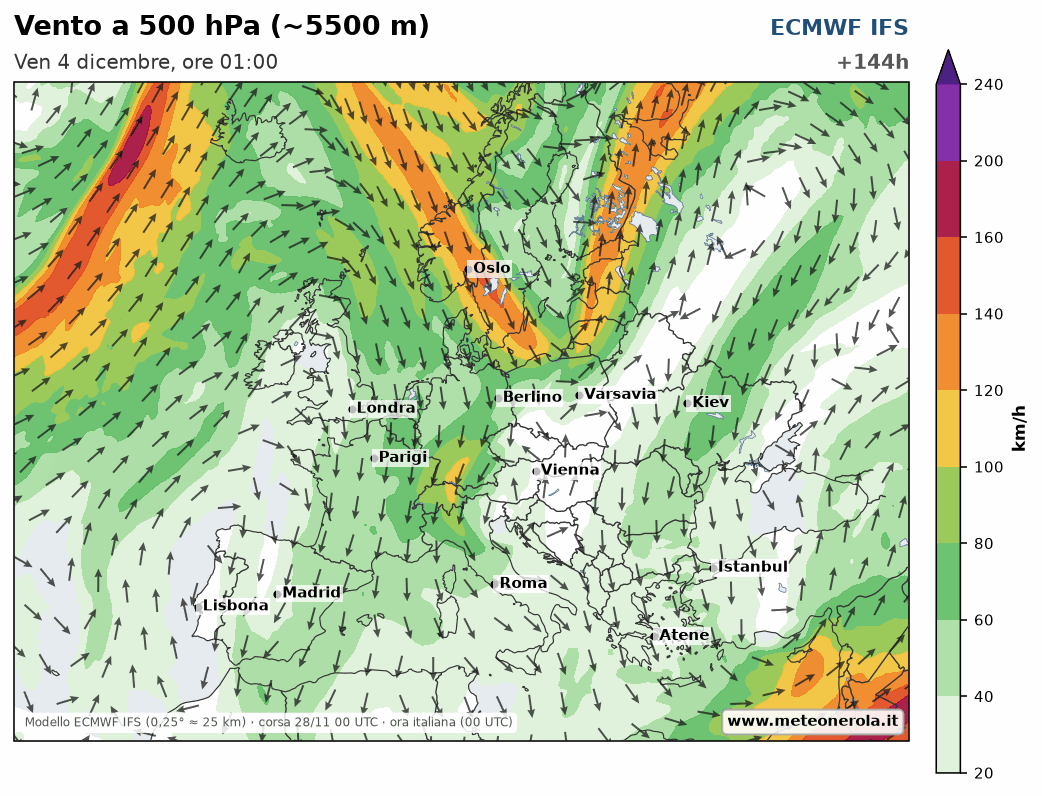 Vento a 500 hPa (~5500 m)
ECMWF IFS
Ven 4 dicembre, ore 01:00
+144h
240
200
160
140
120
100
80
60
40
20
km/h
Oslo
Berlino
Varsavia
Kiev
Londra
Parigi
Vienna
Istanbul
Roma
Madrid
Lisbona
Atene
Modello ECMWF IFS (0,25° ≈ 25 km) · corsa 28/11 00 UTC · ora italiana (00 UTC)
www.meteonerola.it